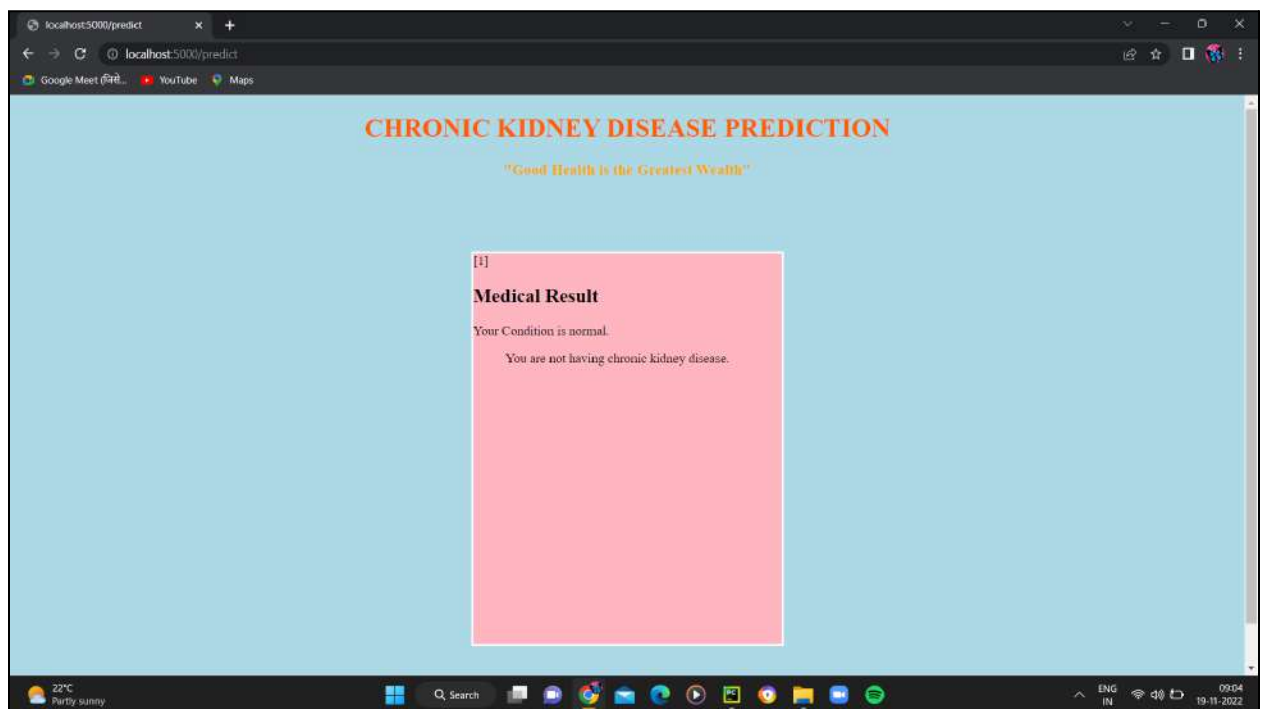 localhost:5000/predict
localhost:5000/predict
Google Meet (जिसे... YouTube Maps
CHRONIC KIDNEY DISEASE PREDICTION
"Good Health is the Greatest Wealth"
[1]
Medical Result
Your Condition is normal.
You are not having chronic kidney disease.
22°C
Partly sunny
Search
PC
ENG
IN
09:04
19-11-2022